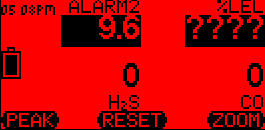 05:08PM ALARM2 %LEL
9.6 ????
0 0
H₂S CO
(PEAK) (RESET) (ZOOM)